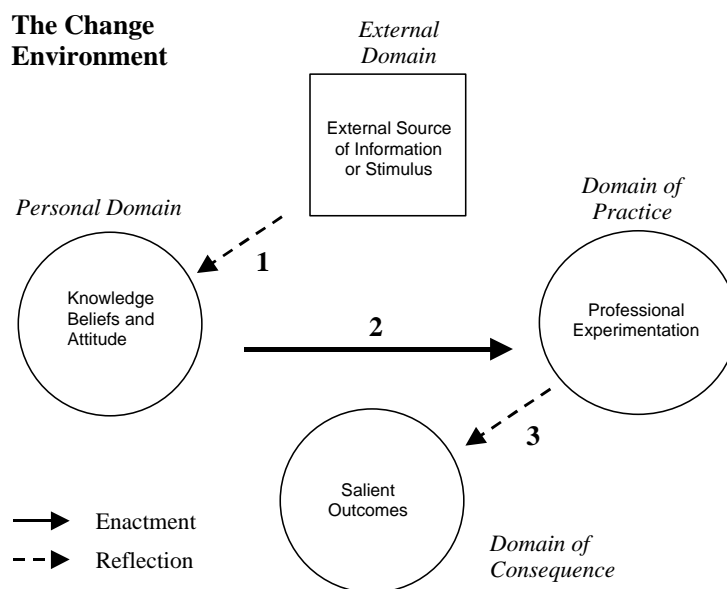 The Change
Environment
External
Domain
External Source
of Information
or Stimulus
Personal Domain
Domain of
Practice
1
Knowledge
Beliefs and
Attitude
Professional
Experimentation
2
3
Salient
Outcomes
Enactment
Reflection
Domain of
Consequence